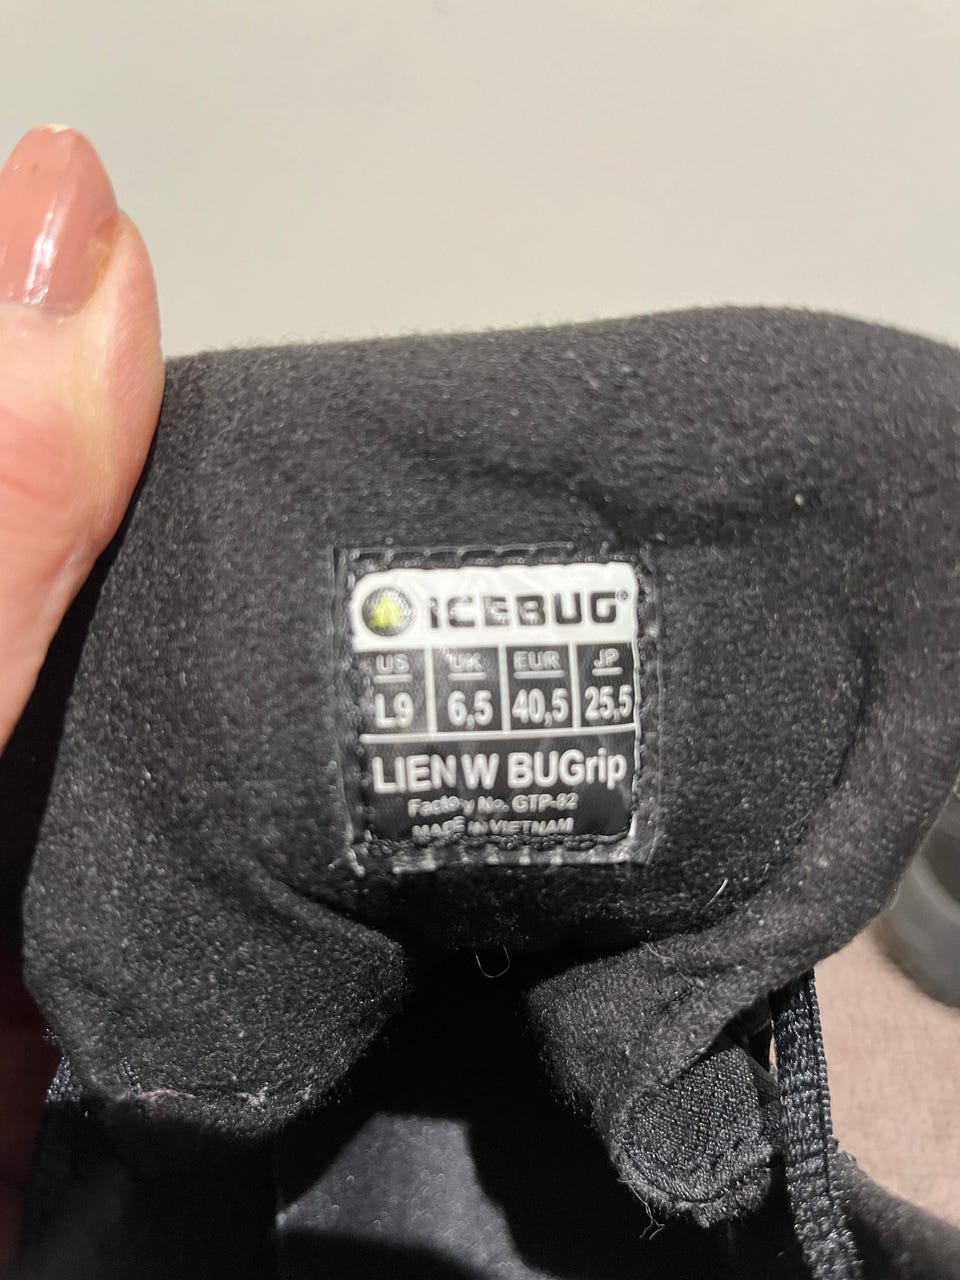 ICEBUG®
US UK EUR JP
L9 6,5 40,5 25,5
LIEN W BUGrip
Factory No. GTP-82
MADE IN VIETNAM